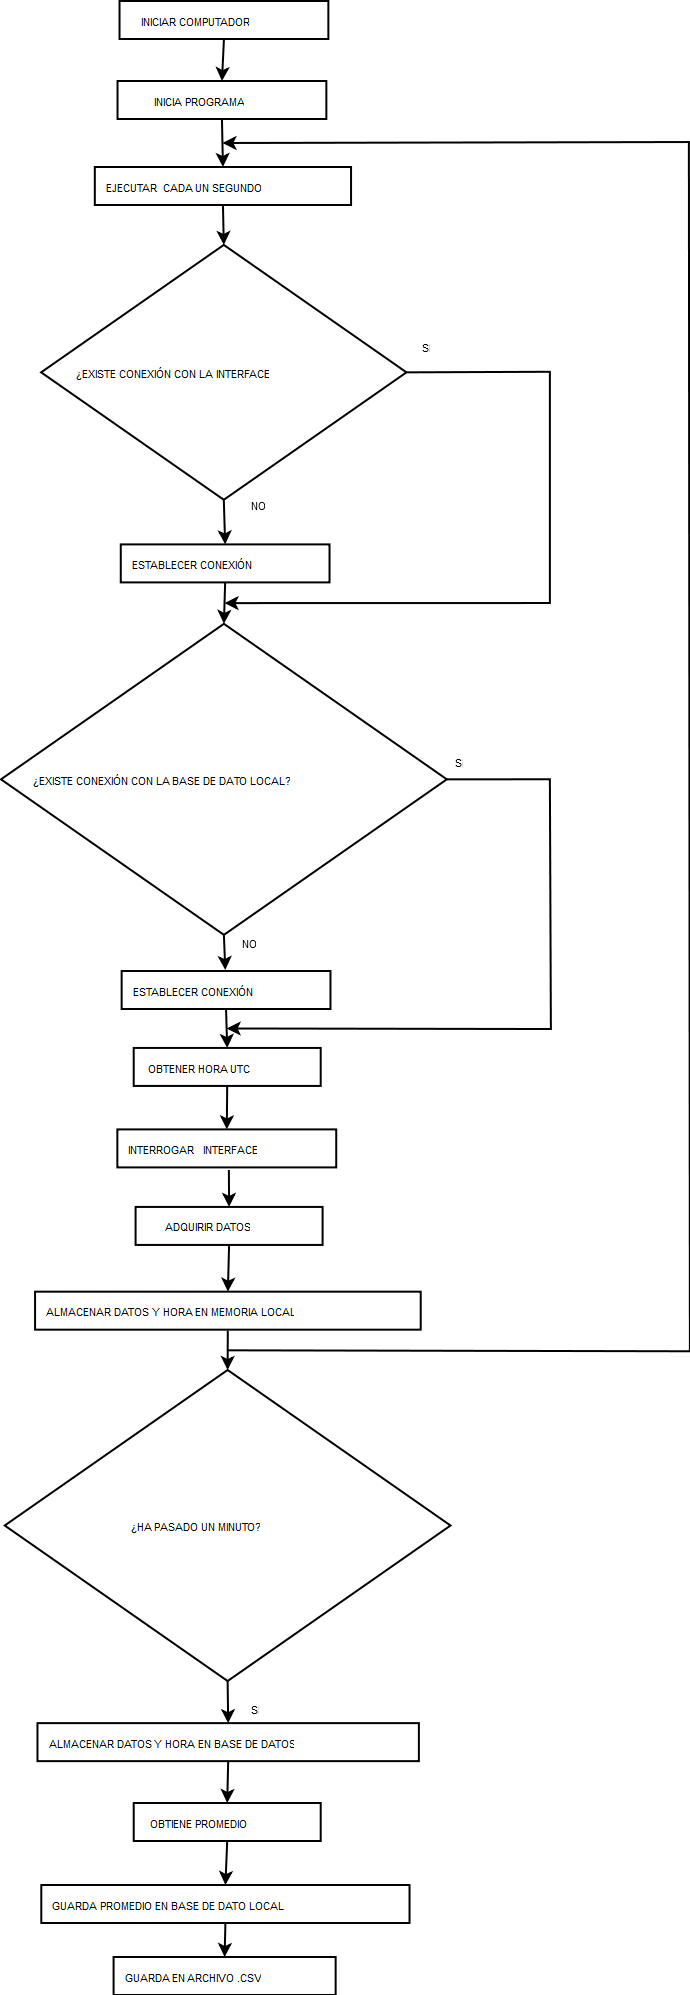 INICIAR COMPUTADOR
INICIA PROGRAMA
EJECUTAR CADA UN SEGUNDO
¿EXISTE CONEXIÓN CON LA INTERFACE
SI
NO
ESTABLECER CONEXIÓN
¿EXISTE CONEXIÓN CON LA BASE DE DATO LOCAL?
SI
NO
ESTABLECER CONEXIÓN
OBTENER HORA UTC
INTERROGAR INTERFACE
ADQUIRIR DATOS
ALMACENAR DATOS Y HORA EN MEMORIA LOCAL
¿HA PASADO UN MINUTO?
SI
ALMACENAR DATOS Y HORA EN BASE DE DATOS
OBTIENE PROMEDIO
GUARDA PROMEDIO EN BASE DE DATO LOCAL
GUARDA EN ARCHIVO .CSV